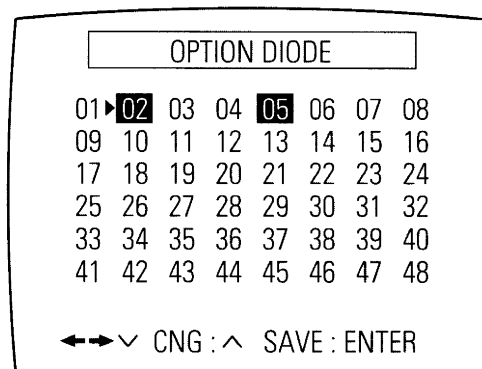 OPTION DIODE
01▶02 03 04 05 06 07 08
09 10 11 12 13 14 15 16
17 18 19 20 21 22 23 24
25 26 27 28 29 30 31 32
33 34 35 36 37 38 39 40
41 42 43 44 45 46 47 48
←→∨ CNG : ∧ SAVE : ENTER